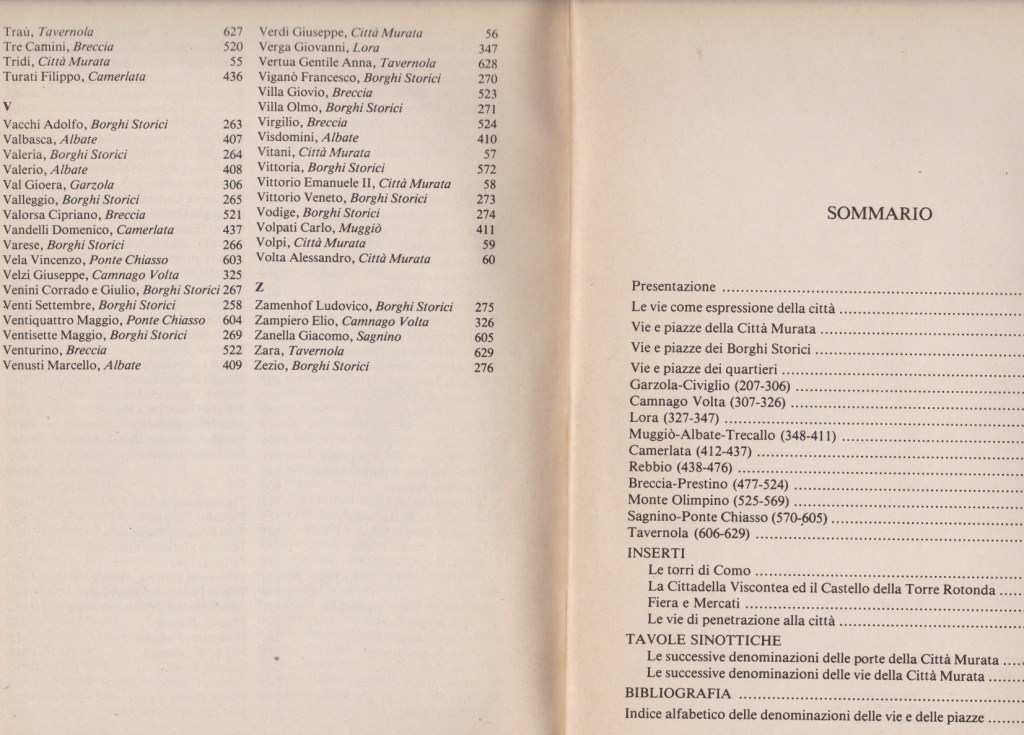 Traù, Tavernola 627
Tre Camini, Breccia 520
Tridi, Città Murata 55
Turati Filippo, Camerlata 436
V
Vacchi Adolfo, Borghi Storici 263
Valbasca, Albate 407
Valeria, Borghi Storici 264
Valerio, Albate 408
Val Gioera, Garzola 306
Valleggio, Borghi Storici 265
Valorsa Cipriano, Breccia 521
Vandelli Domenico, Camerlata 437
Varese, Borghi Storici 266
Vela Vincenzo, Ponte Chiasso 603
Velzi Giuseppe, Camnago Volta 325
Venini Corrado e Giulio, Borghi Storici 267
Venti Settembre, Borghi Storici 258
Ventiquattro Maggio, Ponte Chiasso 604
Ventisette Maggio, Borghi Storici 269
Venturino, Breccia 522
Venusti Marcello, Albate 409
Verdi Giuseppe, Città Murata 56
Verga Giovanni, Lora 347
Vertua Gentile Anna, Tavernola 628
Viganò Francesco, Borghi Storici 270
Villa Giovio, Breccia 523
Villa Olmo, Borghi Storici 271
Virgilio, Breccia 524
Visdomini, Albate 410
Vitani, Città Murata 57
Vittoria, Borghi Storici 572
Vittorio Emanuele II, Città Murata 58
Vittorio Veneto, Borghi Storici 273
Vodige, Borghi Storici 274
Volpati Carlo, Muggiò 411
Volpi, Città Murata 59
Volta Alessandro, Città Murata 60
Z
Zamenhof Ludovico, Borghi Storici 275
Zampiero Elio, Camnago Volta 326
Zanella Giacomo, Sagnino 605
Zara, Tavernola 629
Zezio, Borghi Storici 276
SOMMARIO
Presentazione ........................
Le vie come espressione della città ........................
Vie e piazze della Città Murata ........................
Vie e piazze dei Borghi Storici ........................
Vie e piazze dei quartieri ........................
Garzola-Civiglio (207-306) ........................
Camnago Volta (307-326) ........................
Lora (327-347) ........................
Muggiò-Albate-Trecallo (348-411) ........................
Camerlata (412-437) ........................
Rebbio (438-476) ........................
Breccia-Prestino (477-524) ........................
Monte Olimpino (525-569) ........................
Sagnino-Ponte Chiasso (570-605) ........................
Tavernola (606-629) ........................
INSERTI
Le torri di Como ........................
La Cittadella Viscontea ed il Castello della Torre Rotonda ....
Fiera e Mercati ........................
Le vie di penetrazione alla città ........................
TAVOLE SINOTTICHE
Le successive denominazioni delle porte della Città Murata ....
Le successive denominazioni delle vie della Città Murata ......
BIBLIOGRAFIA ........................
Indice alfabetico delle denominazioni delle vie e delle piazze ......